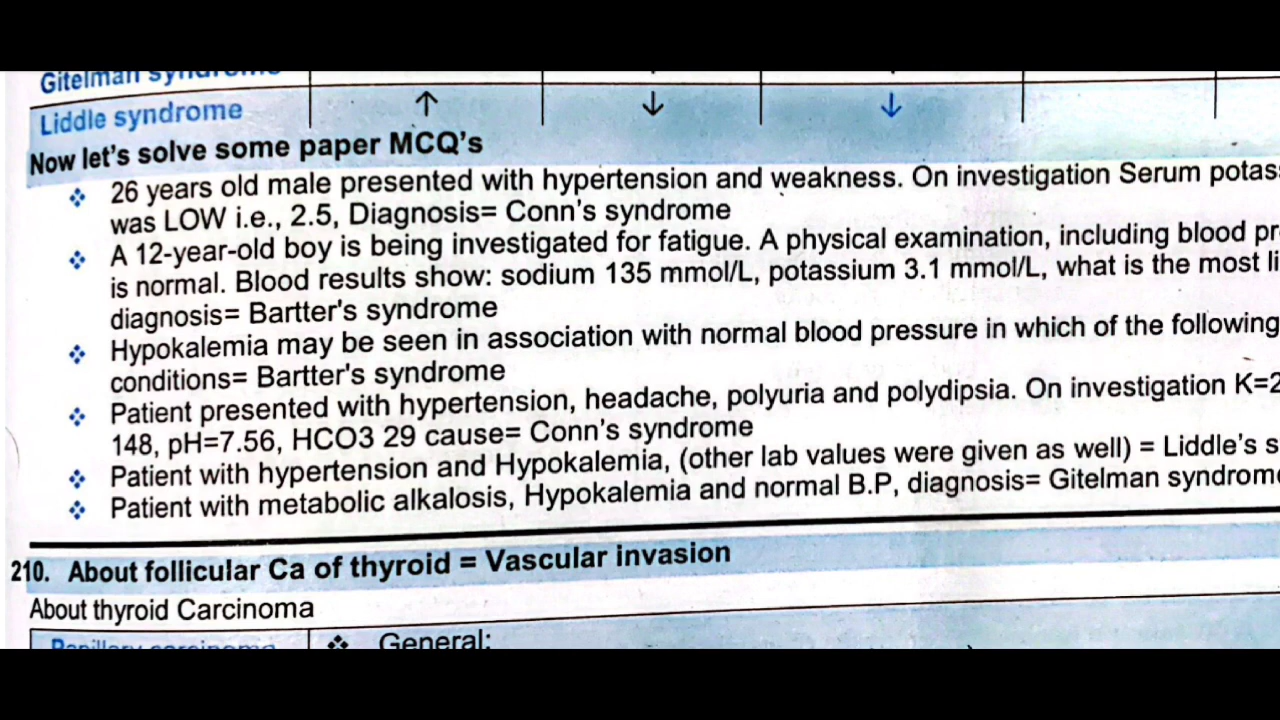 Gitelman syndrome
Liddle syndrome ↑ ↓ ↓
Now let's solve some paper MCQ's
❖ 26 years old male presented with hypertension and weakness. On investigation Serum potas
was LOW i.e., 2.5, Diagnosis= Conn's syndrome
❖ A 12-year-old boy is being investigated for fatigue. A physical examination, including blood pr
is normal. Blood results show: sodium 135 mmol/L, potassium 3.1 mmol/L, what is the most li
diagnosis= Bartter's syndrome
❖ Hypokalemia may be seen in association with normal blood pressure in which of the following
conditions= Bartter's syndrome
❖ Patient presented with hypertension, headache, polyuria and polydipsia. On investigation K=2
148, pH=7.56, HCO3 29 cause= Conn's syndrome
❖ Patient with hypertension and Hypokalemia, (other lab values were given as well) = Liddle's s
❖ Patient with metabolic alkalosis, Hypokalemia and normal B.P, diagnosis= Gitelman syndrome
210. About follicular Ca of thyroid = Vascular invasion
About thyroid Carcinoma
Papillary carcinoma ❖ General: